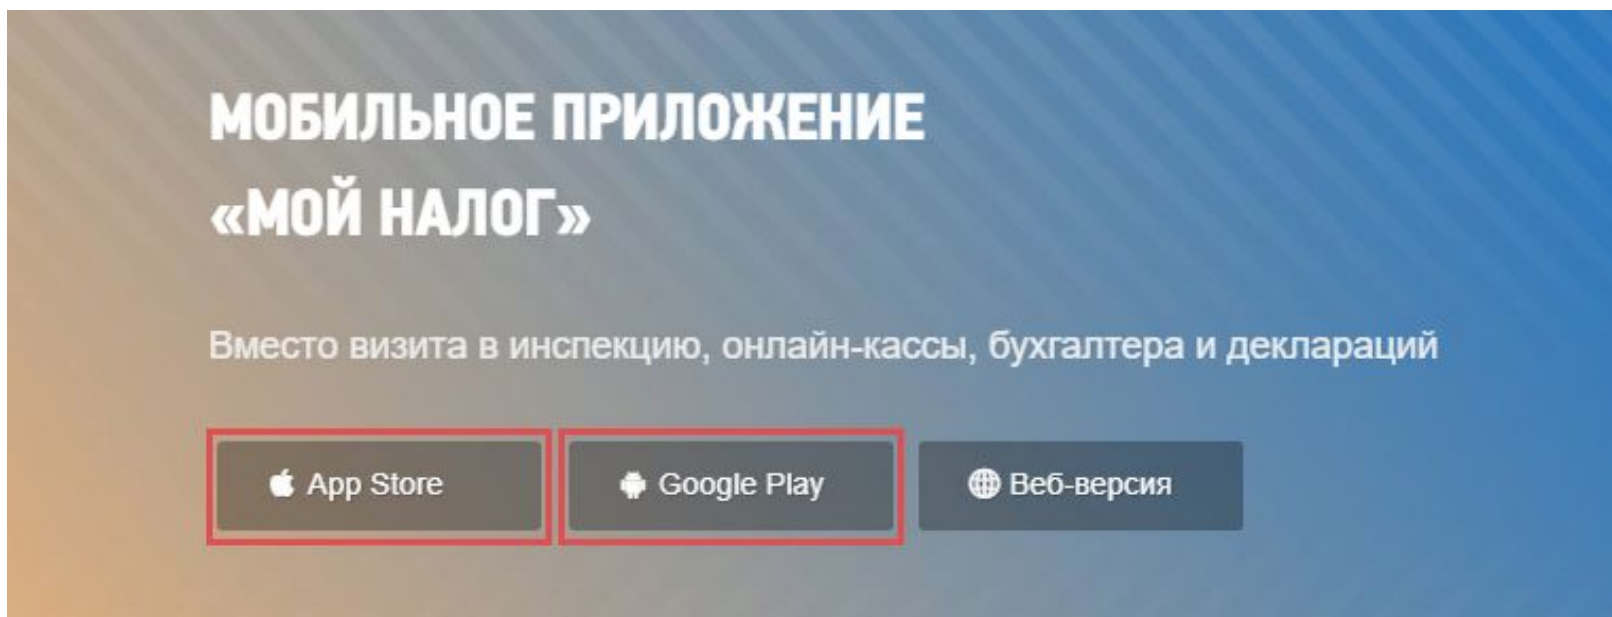 МОБИЛЬНОЕ ПРИЛОЖЕНИЕ
«МОЙ НАЛОГ»
Вместо визита в инспекцию, онлайн-кассы, бухгалтера и деклараций
App Store
Google Play
Веб-версия